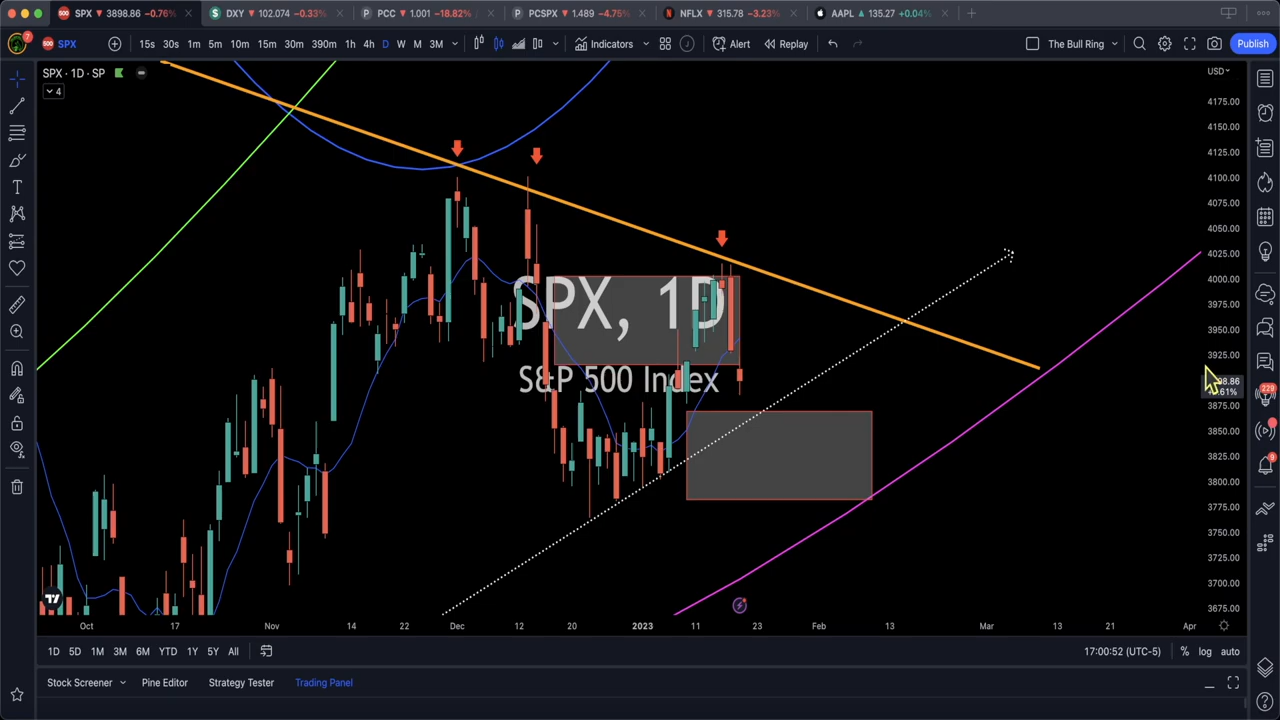 SPX ▼ 3898.86 −0.76%
DXY ▼ 102.074 −0.33%
PCC ▼ 1.001 −18.82%
PCSPX ▼ 1.489 −4.75%
NFLX ▼ 315.78 −3.23%
AAPL ▲ 135.27 +0.04%
7
500 SPX 15s 30s 1m 5m 10m 15m 30m 390m 1h 4h D W M 3M Indicators Alert Replay The Bull Ring Publish
SPX · 1D · SP
USD
4
4175.00
4150.00
4125.00
4100.00
4075.00
4050.00
4025.00
4000.00
3975.00
3950.00
3925.00
98.86
.61%
3875.00
3850.00
3825.00
3800.00
3775.00
3750.00
3725.00
3700.00
3675.00
SPX, 1D
S&P 500 Index
229
9
Oct 17 Nov 14 22 Dec 12 20 2023 11 23 Feb 13 Mar 13 21 Apr
1D 5D 1M 3M 6M YTD 1Y 5Y All 17:00:52 (UTC-5) % log auto
Stock Screener Pine Editor Strategy Tester Trading Panel